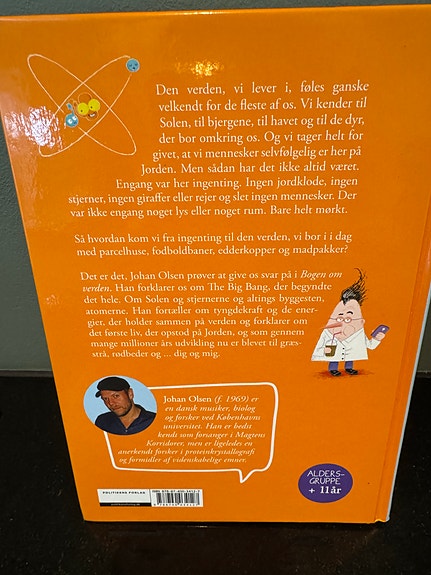 Den verden, vi lever i, føles ganske
velkendt for de fleste af os. Vi kender til
Solen, til bjergene, til havet og til de dyr,
der bor omkring os. Og vi tager helt for
givet, at vi mennesker selvfølgelig er her på
Jorden. Men sådan har det ikke altid været.
Engang var her ingenting. Ingen jordklode, ingen
stjerner, ingen giraffer eller rejer og slet ingen mennesker. Der
var ikke engang noget lys eller noget rum. Bare helt mørkt.
Så hvordan kom vi fra ingenting til den verden, vi bor i i dag
med parcelhuse, fodboldbaner, edderkopper og madpakker?
Det er det, Johan Olsen prøver at give os svar på i Bogen om
verden. Han forklarer os om The Big Bang, der begyndte
det hele. Om Solen og stjernerne og altings byggesten,
atomerne. Han fortæller om tyngdekraft og de ener-
gier, der holder sammen på verden og forklarer om
det første liv, der opstod på Jorden, og som gennem
mange millioner års udvikling nu er blevet til græs-
strå, rødbeder og ... dig og mig.
Johan Olsen (f. 1969) er
en dansk musiker, biolog
og forsker ved Københavns
universitet. Han er bedst
kendt som forsanger i Magtens
Korridorer, men er ligeledes en
anerkendt forsker i proteinkrystallografi
og formidler af videnskabelige emner.
ALDERS-
GRUPPE
+ 11 år
POLITIKENS FORLAG